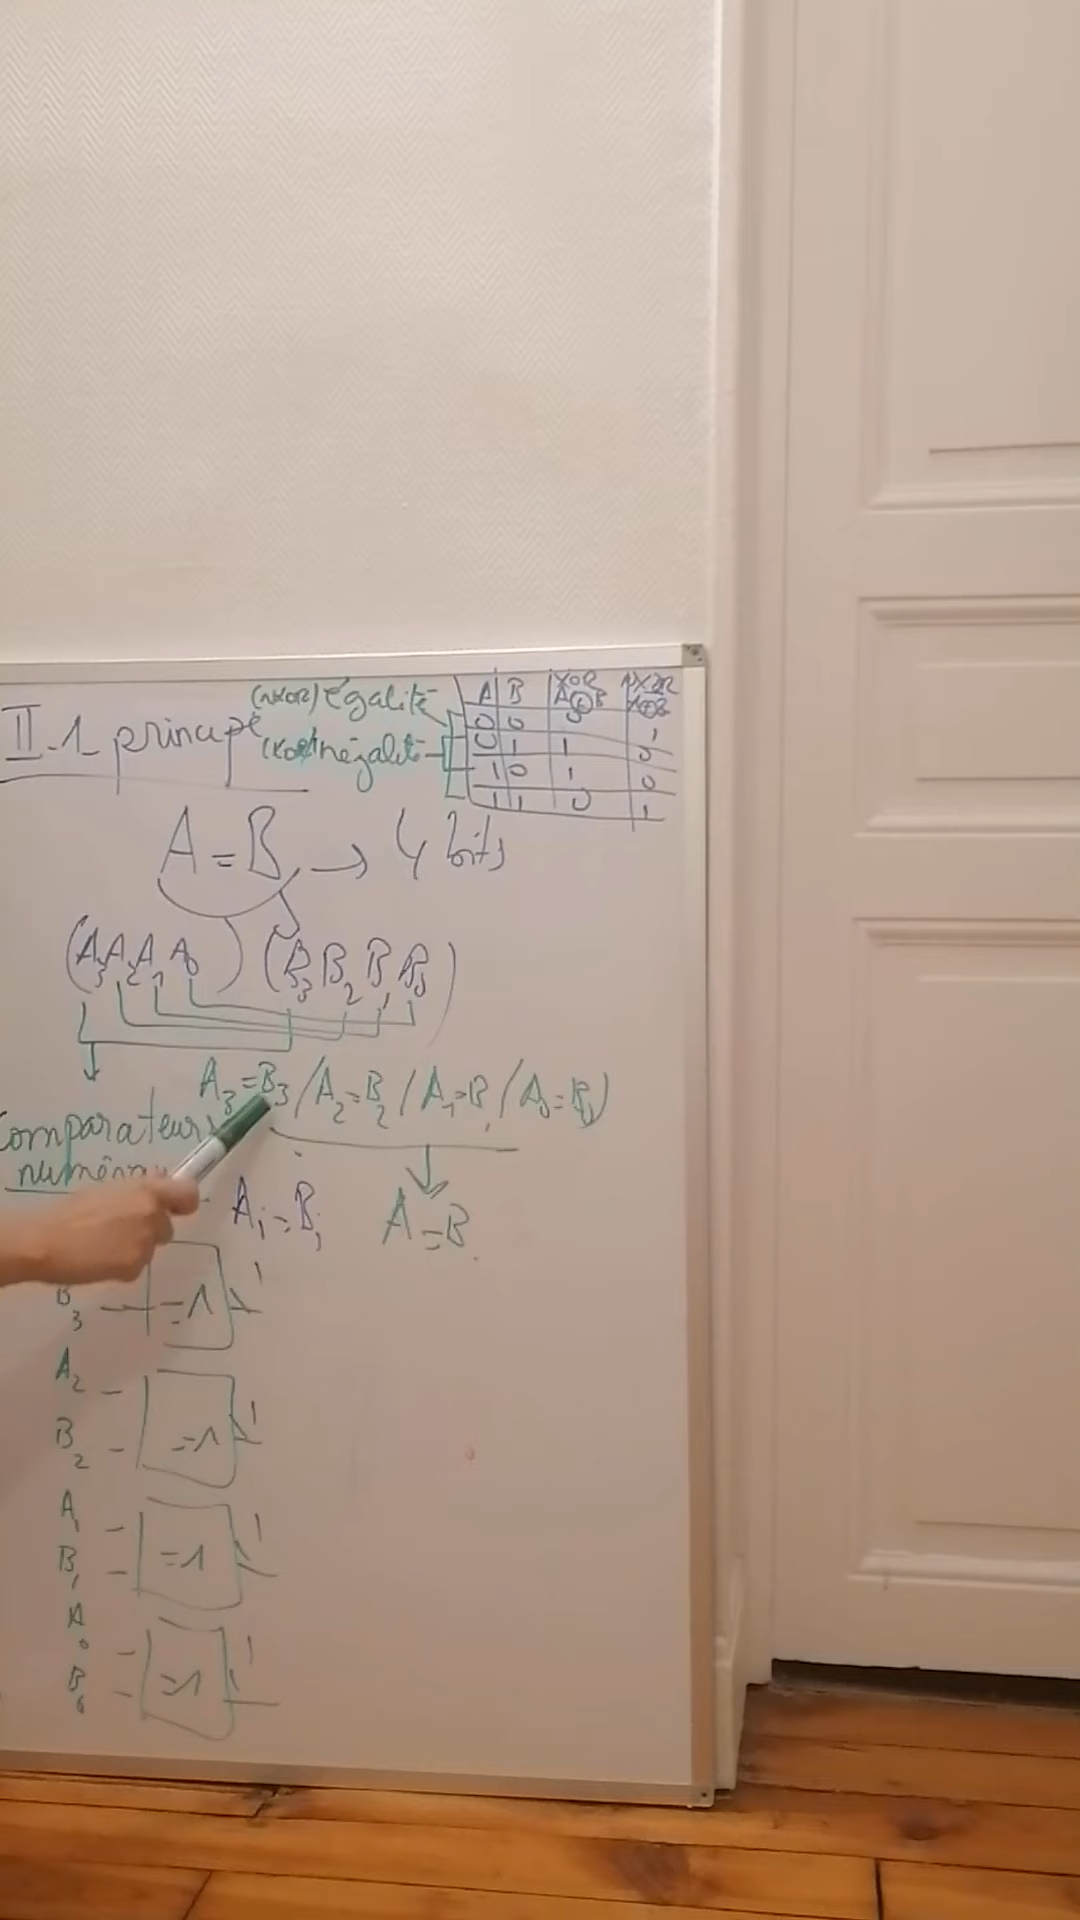 II.1 principe
(NXOR) égalité
(XOR) inégalité
A B XOR A⊕B NXOR A⊕B
0 0 0 1
0 1 1 0
1 0 1 0
1 1 0 1
A = B → 4 bits
(A3 A2 A1 A0) (B3 B2 B1 B0)
A3=B3 / A2=B2 / A1=B1 / A0=B0)
Comparateur
Ai=Bi A=B
B3 =1 1
A2
B2 =1 1
A1
B1 =1 1
A0
B0 =1 1